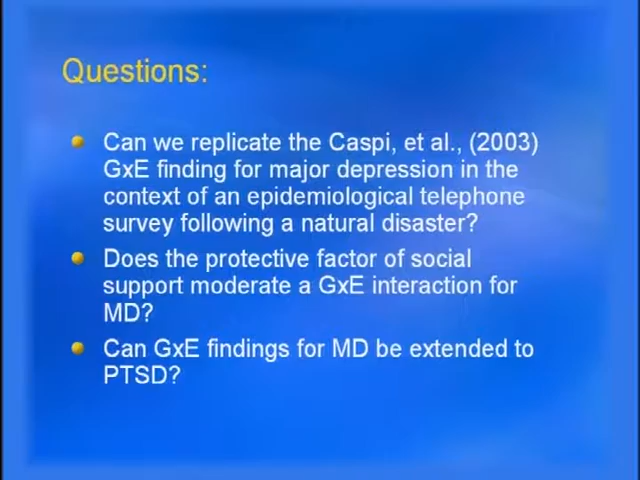 Questions:
Can we replicate the Caspi, et al., (2003)
GxE finding for major depression in the
context of an epidemiological telephone
survey following a natural disaster?
Does the protective factor of social
support moderate a GxE interaction for
MD?
Can GxE findings for MD be extended to
PTSD?